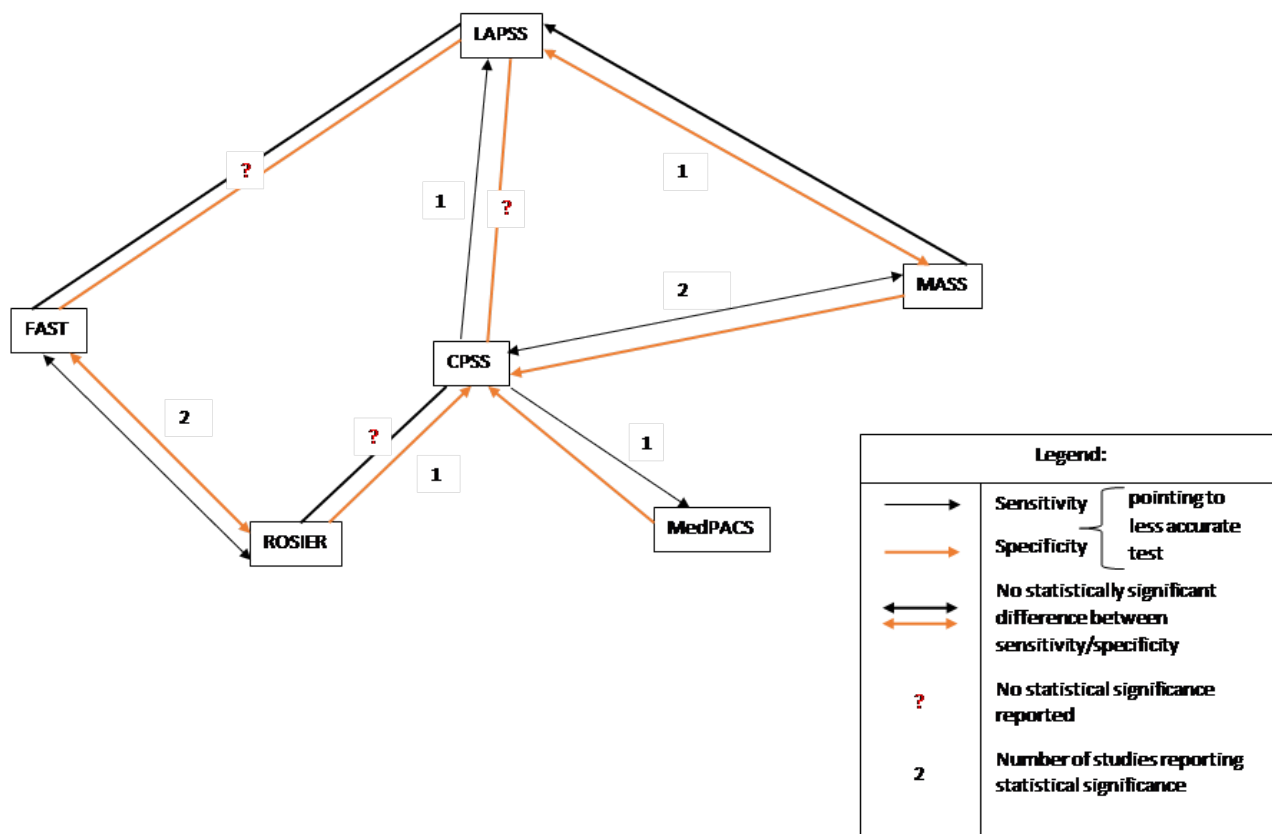 LAPSS
?
1
1
?
MASS
2
FAST
CPSS
2
?
1
1
ROSIER
MedPACS
Legend:
Sensitivity
Specificity
pointing to
less accurate
test
No statistically significant
difference between
sensitivity/specificity
?
No statistical significance
reported
2
Number of studies reporting
statistical significance